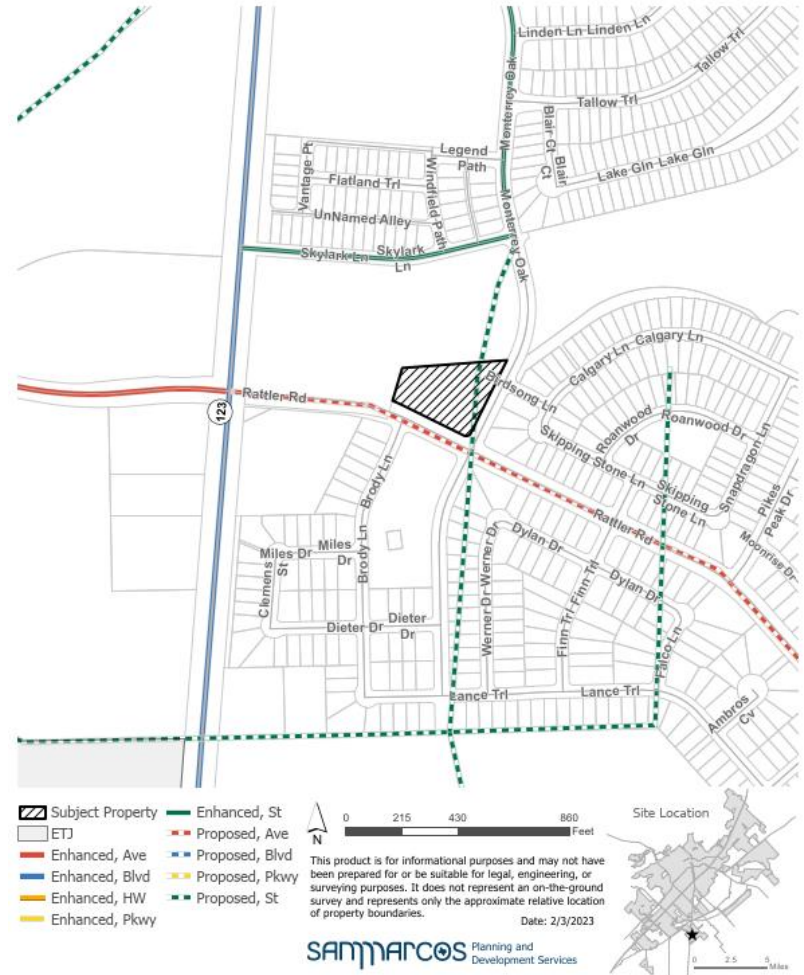 Linden Ln Linden Ln
Tallow Trl
Monterrey Oak
Tallow Trl
Blair Ct
Blair Ct
Lake Gln Lake Gln
Legend Path
Vantage Pt
Flatland Trl
Windfield Path
UnNamed Alley
Monterrey Oak
Skylark Ln
Skylark Ln
Calgary Ln Calgary Ln
Birdsong Ln
Rattler Rd
123
Roanwood Dr
Roanwood Dr
Skipping Stone Ln
Skipping Stone Ln
Snapdragon Ln
Pikes Peak Dr
Brody Ln
Rattler Rd
Moonrise Dr
Miles Dr
Miles Dr
Clemens St
Brody Ln
Werner Dr Werner Dr
Dylan Dr
Dylan Dr
Finn Trl Finn Trl
Dieter Dr
Dieter Dr
Falco Ln
Lance Trl
Lance Trl
Ambros Cv
Subject Property
ETJ
Enhanced, Ave
Enhanced, Blvd
Enhanced, HW
Enhanced, Pkwy
Enhanced, St
Proposed, Ave
Proposed, Blvd
Proposed, Pkwy
Proposed, St
N
0 215 430 860
Feet
This product is for informational purposes and may not have
been prepared for or be suitable for legal, engineering, or
surveying purposes. It does not represent an on-the-ground
survey and represents only the approximate relative location
of property boundaries.
Date: 2/3/2023
SAN MARCOS Planning and
Development Services
Site Location
0 2.5 5
Miles